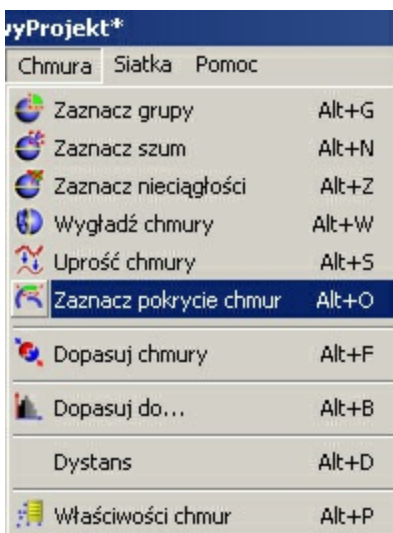 vyProjekt*
Chmura Siatka Pomoc
Zaznacz grupy Alt+G
Zaznacz szum Alt+N
Zaznacz nieciągłości Alt+Z
Wygładź chmury Alt+W
Uprość chmury Alt+S
Zaznacz pokrycie chmur Alt+O
Dopasuj chmury Alt+F
Dopasuj do... Alt+B
Dystans Alt+D
Właściwości chmur Alt+P